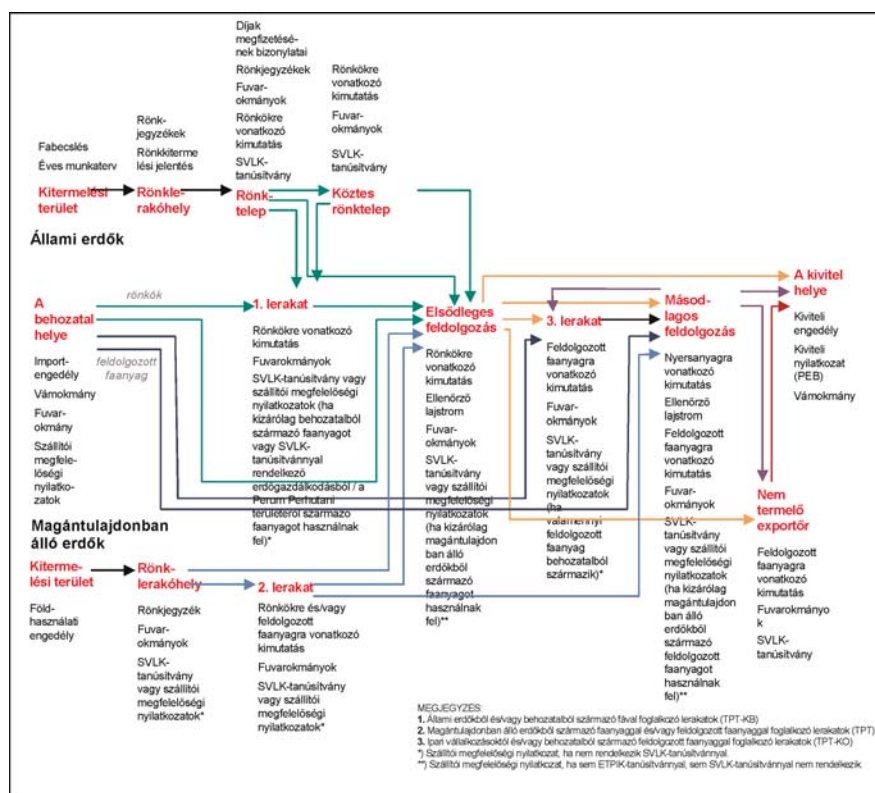 Díjak
megfizetésé-
nek bizonylatai
Rönkjegyzékek
Fuvar-
okmányok
Rönkökre
vonatkozó
kimutatás
SVLK-
tanúsítvány
Rönkökre
vonatkozó
kimutatás
Fuvar-
okmányok
SVLK-
tanúsítvány
Rönk-
jegyzékek
Rönkkiterme
lési jelentés
Fabecslés
Éves munkaterv
Kitermelési
terület
Rönkle-
rakóhely
Rönk-
telep
Köztes
rönktelep
Állami erdők
A
behozatal
helye
rönkök
feldolgozott
faanyag
Import-
engedély
Vámokmány
Fuvar-
okmány
Szállítói
megfele-
lőségi
nyilatko-
zatok
1. lerakat
Rönkökre vonatkozó
kimutatás
Fuvarokmányok
SVLK-tanúsítvány vagy
szállítói megfelelőségi
nyilatkozatok (ha
kizárólag behozatalból
származó faanyagot
vagy SVLK-
tanúsítvánnyal
rendelkező
erdőgazdálkodásból / a
Perum Perhutani
területéről származó
faanyagot használnak
fel)*
Elsődleges
feldolgozás
Rönkökre
vonatkozó
kimutatás
Ellenőrző
lajstrom
Fuvar-
okmányok
SVLK-
tanúsítvány
vagy szállítói
megfelelőségi
nyilatkozatok
(ha kizárólag
magántulajdon
ban álló
erdőkből
származó
faanyagot
használnak
fel)**
3. lerakat
Feldolgozott
faanyagra
vonatkozó
kimutatás
Fuvar-
okmányok
SVLK-
tanúsítvány
vagy szállítói
megfelelőségi
nyilatkozatok
(ha
valamennyi
feldolgozott
faanyag
behozatalból
származik)*
Másod-
lagos
feldolgozás
Nyersanyagra
vonatkozó
kimutatás
Ellenőrző
lajstrom
Feldolgozott
faanyagra
vonatkozó
kimutatás
Fuvar-
okmányok
SVLK-
tanúsítvány
vagy szállítói
megfelelőségi
nyilatkozatok
(ha kizárólag
magántulajdon
ban álló
erdőkből
származó
feldolgozott
faanyagot
használnak
fel)**
A kivitel
helye
Kiviteli
engedély
Kiviteli
nyilatkozat
(PEB)
Vámokmány
Nem
termelő
exportőr
Feldolgozott
faanyagra
vonatkozó
kimutatás
Fuvarokmányo
k
SVLK-
tanúsítvány
Magántulajdonban
álló erdők
Kiterme-
lési terület
Föld-
használati
engedély
Rönk-
lerakóhely
Rönkjegyzék
Fuvar-
okmányok
SVLK-
tanúsítvány
vagy szállítói
megfelelőségi
nyilatkozatok*
2. lerakat
Rönkökre és/vagy
feldolgozott
faanyagra vonatkozó
kimutatás
Fuvarokmányok
SVLK-tanúsítvány
vagy szállítói
megfelelőségi
nyilatkozatok*
MEGJEGYZÉS:
1. Állami erdőkből és/vagy behozatalból származó fával foglalkozó lerakatok (TPT-KB)
2. Magántulajdonban álló erdőkből származó faanyaggal és/vagy feldolgozott faanyaggal foglalkozó lerakatok (TPT)
3. Ipari vállalkozásoktól és/vagy behozatalból származó feldolgozott faanyaggal foglalkozó lerakatok (TPT-KO)
*) Szállítói megfelelőségi nyilatkozat, ha nem rendelkezik SVLK-tanúsítvánnyal.
**) Szállítói megfelelőségi nyilatkozat, ha sem ETPIK-tanúsítvánnyal, sem SVLK-tanúsítvánnyal nem rendelkezik.